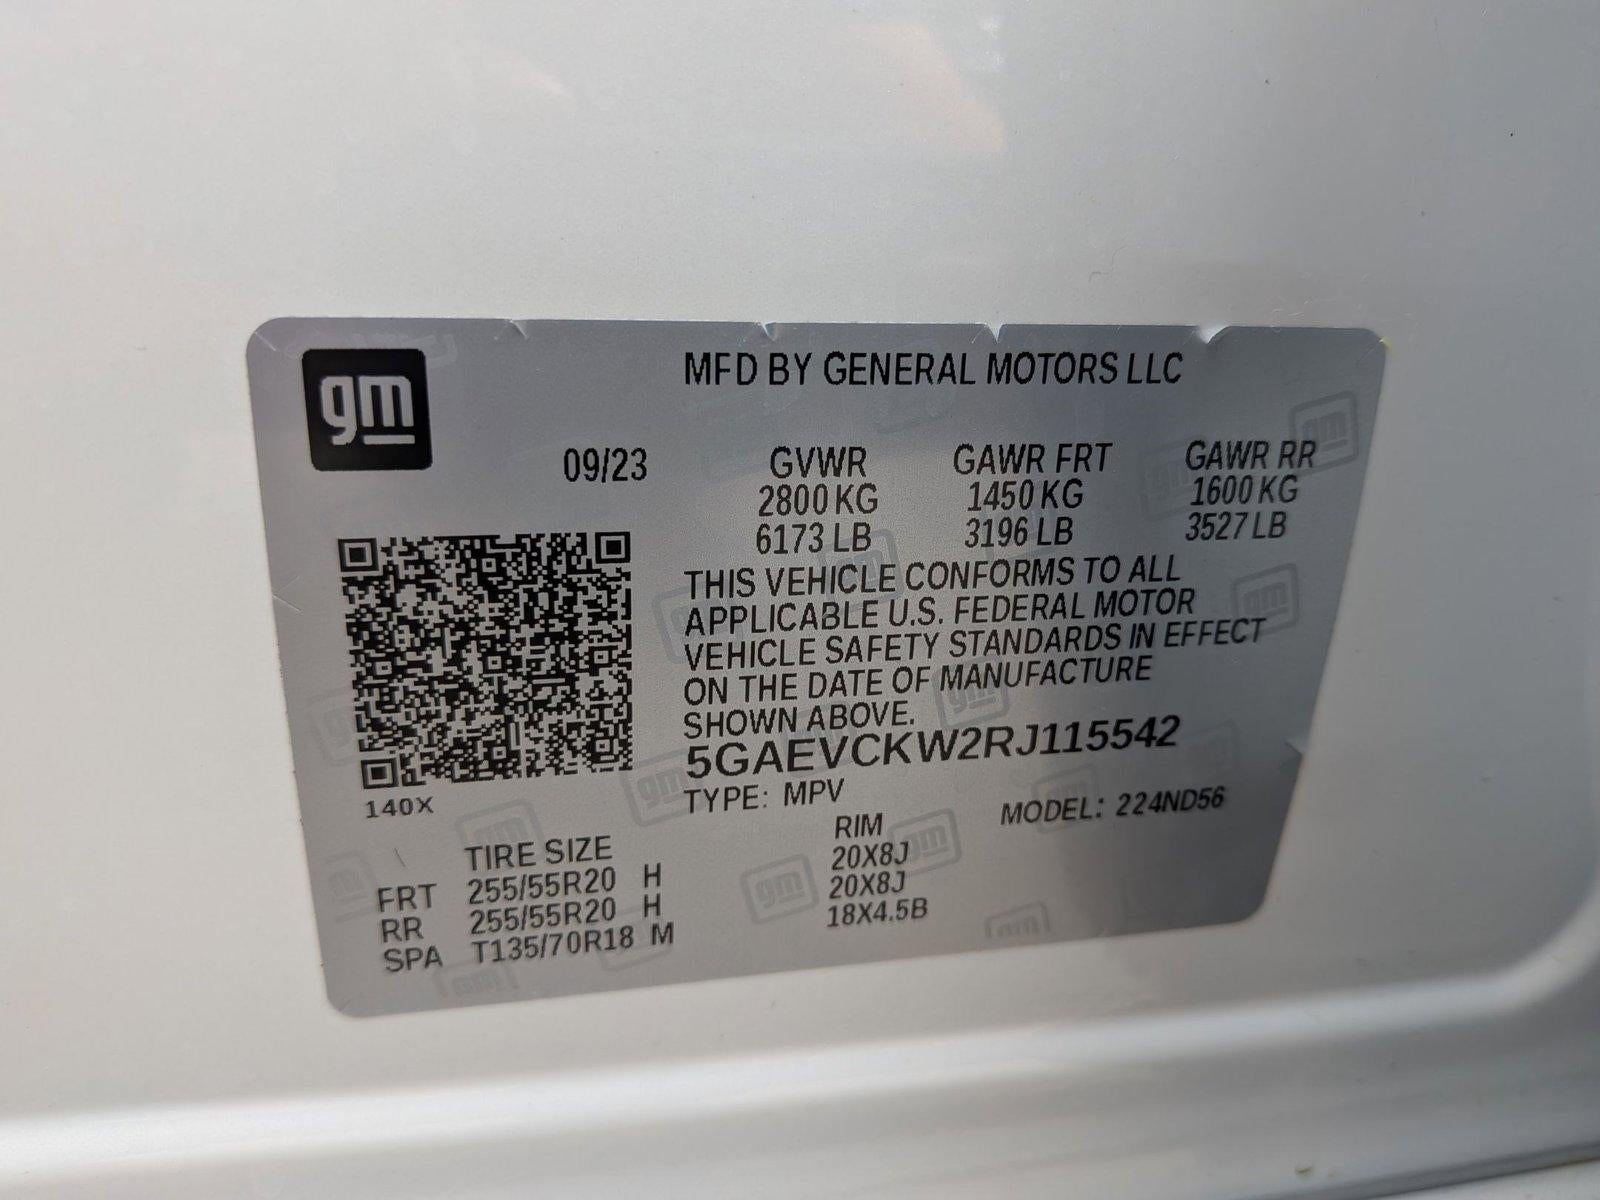 gm
MFD BY GENERAL MOTORS LLC
09/23 GVWR GAWR FRT GAWR RR
2800 KG 1450 KG 1600 KG
6173 LB 3196 LB 3527 LB
THIS VEHICLE CONFORMS TO ALL
APPLICABLE U.S. FEDERAL MOTOR
VEHICLE SAFETY STANDARDS IN EFFECT
ON THE DATE OF MANUFACTURE
SHOWN ABOVE.
5GAEVCKW2RJ115542
TYPE: MPV MODEL: 224ND56
140X
TIRE SIZE RIM
FRT 255/55R20 H 20X8J
RR 255/55R20 H 20X8J
SPA T135/70R18 M 18X4.5B